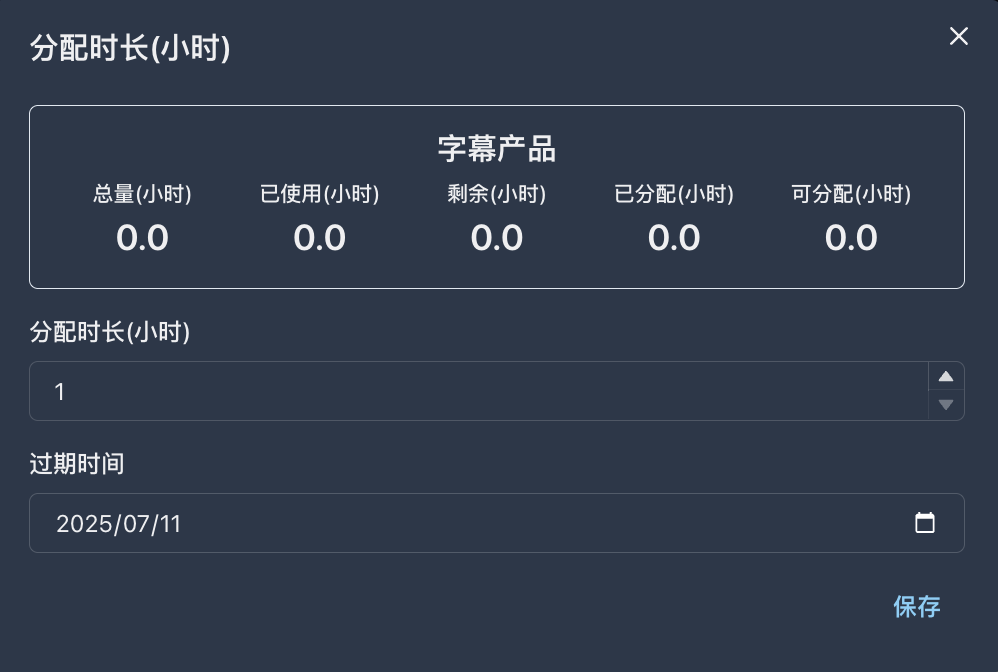 分配时长(小时)
字幕产品
总量(小时) 已使用(小时) 剩余(小时) 已分配(小时) 可分配(小时)
0.0 0.0 0.0 0.0 0.0
分配时长(小时)
1
过期时间
2025/07/11
保存